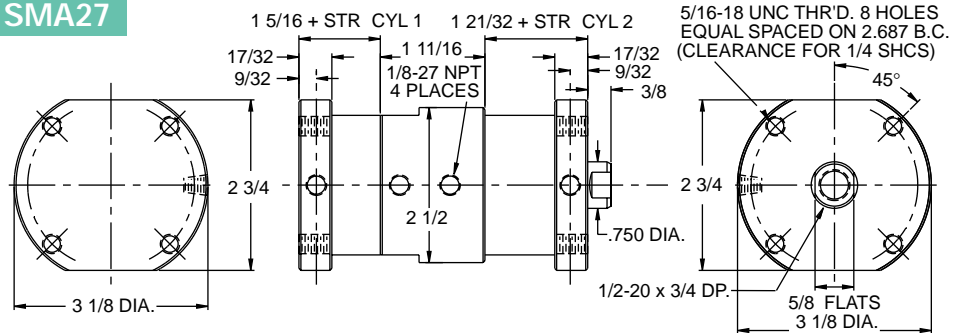 SMA27
1 5/16 + STR CYL 1
1 21/32 + STR CYL 2
5/16-18 UNC THR'D. 8 HOLES
EQUAL SPACED ON 2.687 B.C.
(CLEARANCE FOR 1/4 SHCS)
17/32
1 11/16
17/32
9/32
1/8-27 NPT
4 PLACES
9/32
3/8
45°
2 3/4
2 1/2
2 3/4
.750 DIA.
1/2-20 x 3/4 DP.
3 1/8 DIA.
5/8 FLATS
3 1/8 DIA.